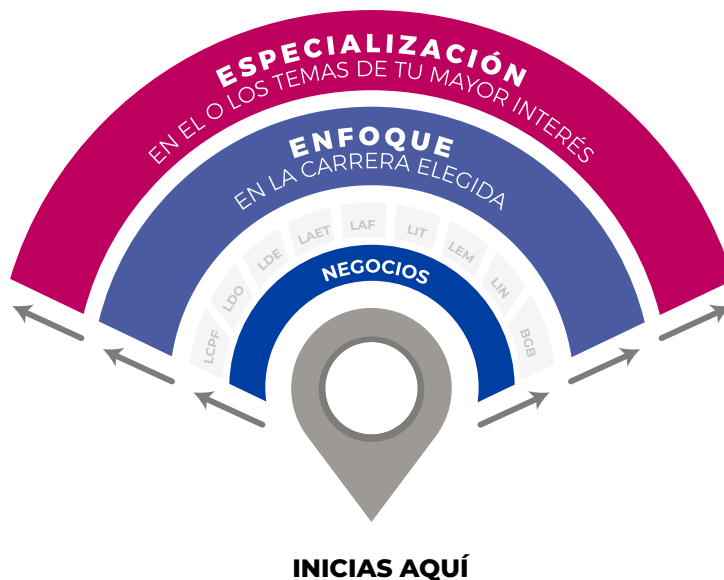 ESPECIALIZACIÓN
EN EL O LOS TEMAS DE TU MAYOR INTERÉS
ENFOQUE
EN LA CARRERA ELEGIDA
LCPF
LDO
LDE
LAET
LAF
LIT
LEM
LIN
BGB
NEGOCIOS
INICIAS AQUÍ